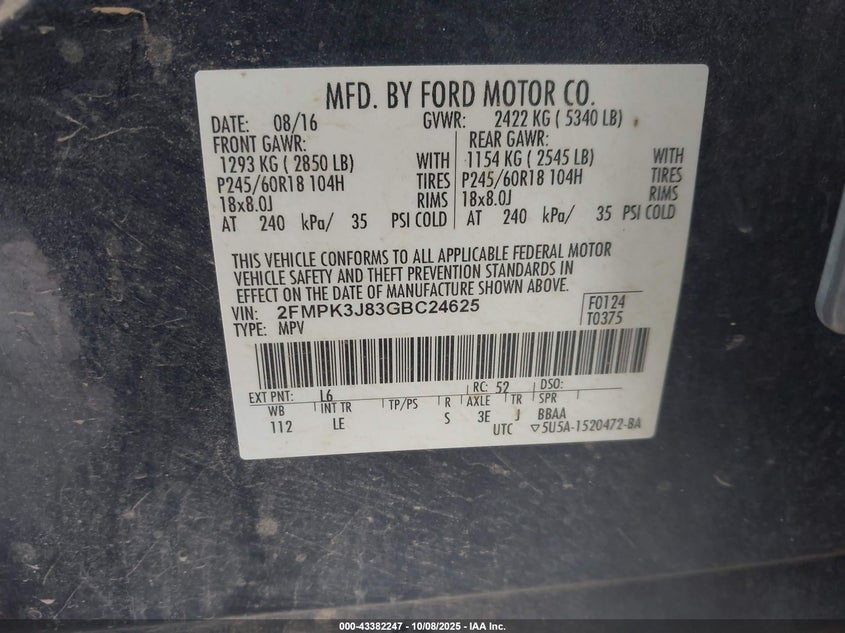 MFD. BY FORD MOTOR CO.
DATE: 08/16 GVWR: 2422 KG ( 5340 LB)
FRONT GAWR: REAR GAWR:
1293 KG ( 2850 LB) WITH 1154 KG ( 2545 LB) WITH
P245/60R18 104H TIRES P245/60R18 104H TIRES
18x8.0J RIMS 18x8.0J RIMS
AT 240 kPa/ 35 PSI COLD AT 240 kPa/ 35 PSI COLD
THIS VEHICLE CONFORMS TO ALL APPLICABLE FEDERAL MOTOR
VEHICLE SAFETY AND THEFT PREVENTION STANDARDS IN
EFFECT ON THE DATE OF MANUFACTURE SHOWN ABOVE.
VIN: 2FMPK3J83GBC24625 F0124
TYPE: MPV T0375
EXT PNT: L6 RC: 52 DSO:
WB INT TR TP/PS R AXLE TR SPR
112 LE S 3E J BBAA
UTC ▽5U5A-1520472-BA
000-43382247 - 10/08/2025 - IAA Inc.